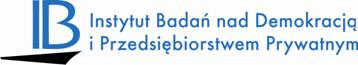 IB Instytut Badań nad Demokracją
i Przedsiębiorstwem Prywatnym